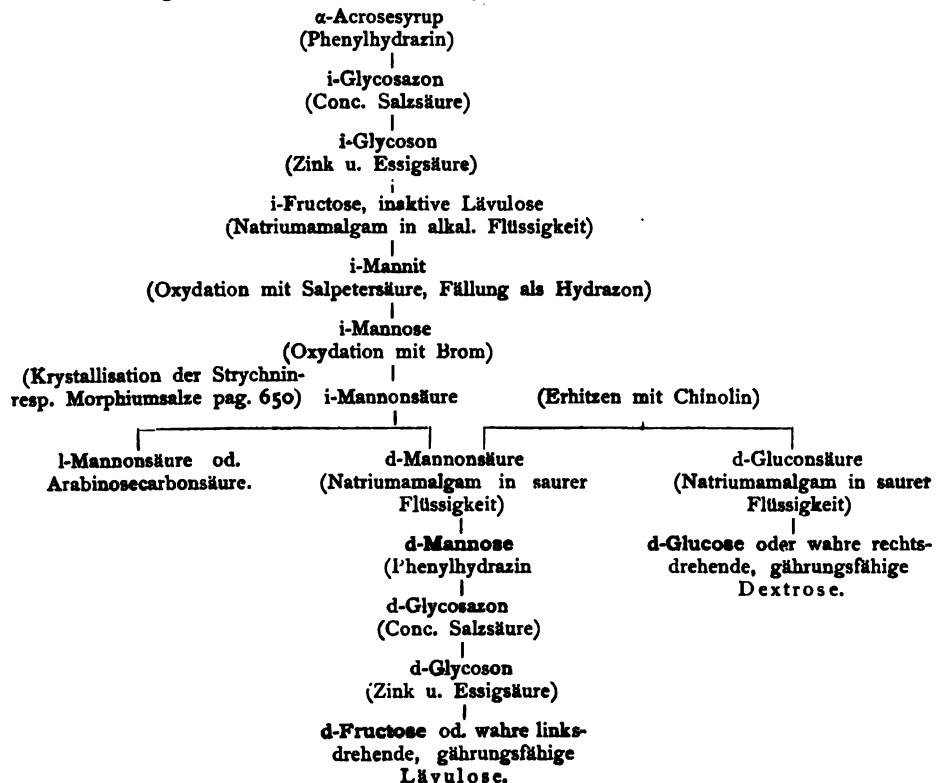 α-Acrosesyrup
(Phenylhydrazin)
i-Glycosazon
(Conc. Salzsäure)
i-Glycoson
(Zink u. Essigsäure)
i-Fructose, inaktive Lävulose
(Natriumamalgam in alkal. Flüssigkeit)
i-Mannit
(Oxydation mit Salpetersäure, Fällung als Hydrazon)
i-Mannose
(Oxydation mit Brom)
(Krystallisation der Strychnin-
resp. Morphiumsalze pag. 650)
i-Mannonsäure
(Erhitzen mit Chinolin)
l-Mannonsäure od.
Arabinosecarbonsäure.
d-Mannonsäure
(Natriumamalgam in saurer
Flüssigkeit)
d-Mannose
(Phenylhydrazin
d-Glycosazon
(Conc. Salzsäure)
d-Glycoson
(Zink u. Essigsäure)
d-Fructose od. wahre links-
drehende, gährungsfähige
Lävulose.
d-Gluconsäure
(Natriumamalgam in saurer
Flüssigkeit)
d-Glucose oder wahre rechts-
drehende, gährungsfähige
Dextrose.